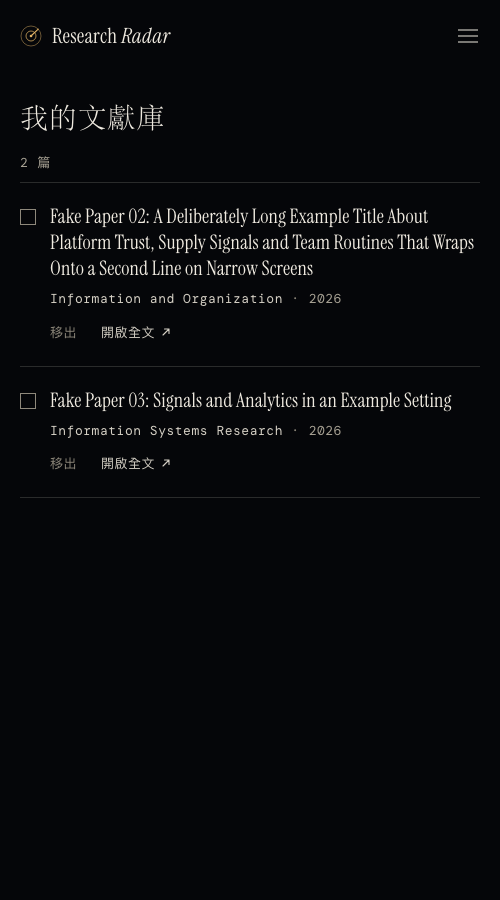 Research Radar
我的文獻庫
2 篇
Fake Paper 02: A Deliberately Long Example Title About
Platform Trust, Supply Signals and Team Routines That Wraps
Onto a Second Line on Narrow Screens
Information and Organization · 2026
移出 開啟全文 ↗
Fake Paper 03: Signals and Analytics in an Example Setting
Information Systems Research · 2026
移出 開啟全文 ↗